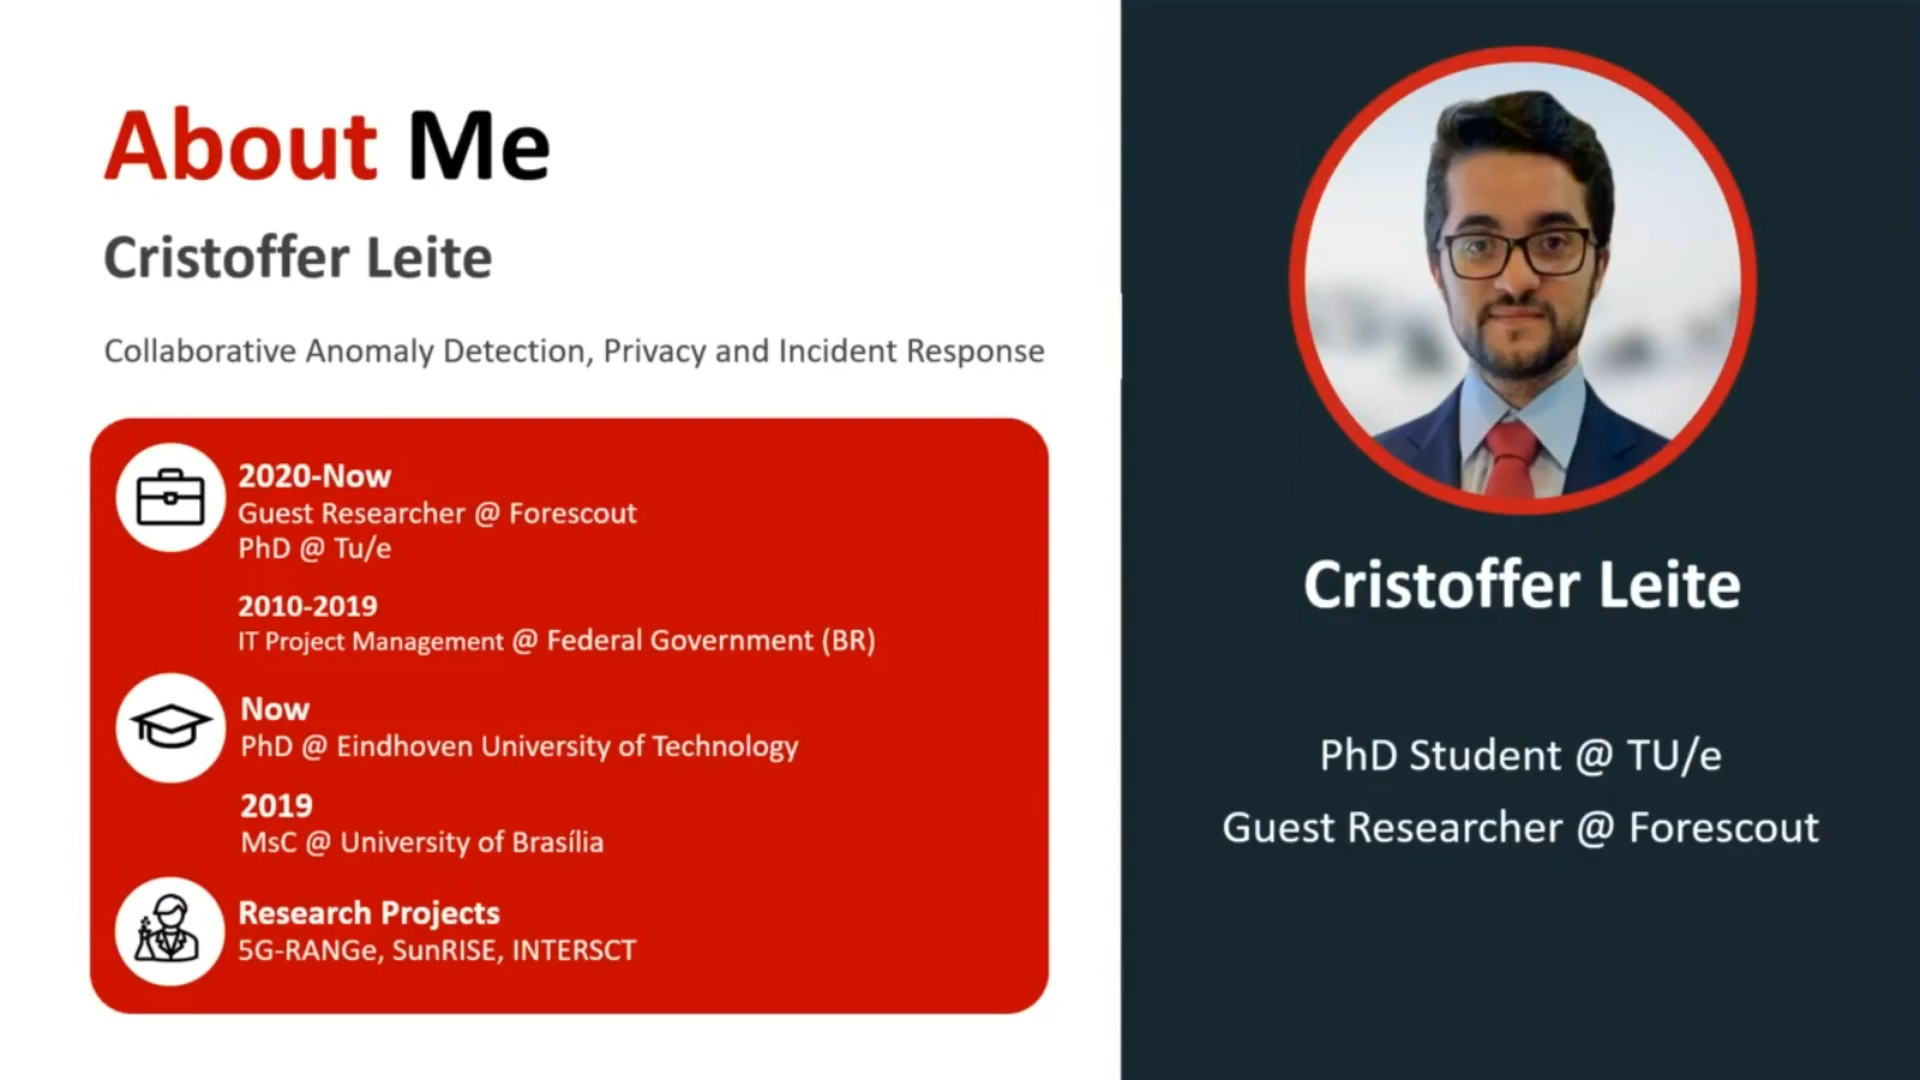 About Me
Cristoffer Leite
Collaborative Anomaly Detection, Privacy and Incident Response
2020-Now
Guest Researcher @ Forescout
PhD @ Tu/e
2010-2019
IT Project Management @ Federal Government (BR)
Now
PhD @ Eindhoven University of Technology
2019
MsC @ University of Brasília
Research Projects
5G-RANGe, SunRISE, INTERSCT
Cristoffer Leite
PhD Student @ TU/e
Guest Researcher @ Forescout